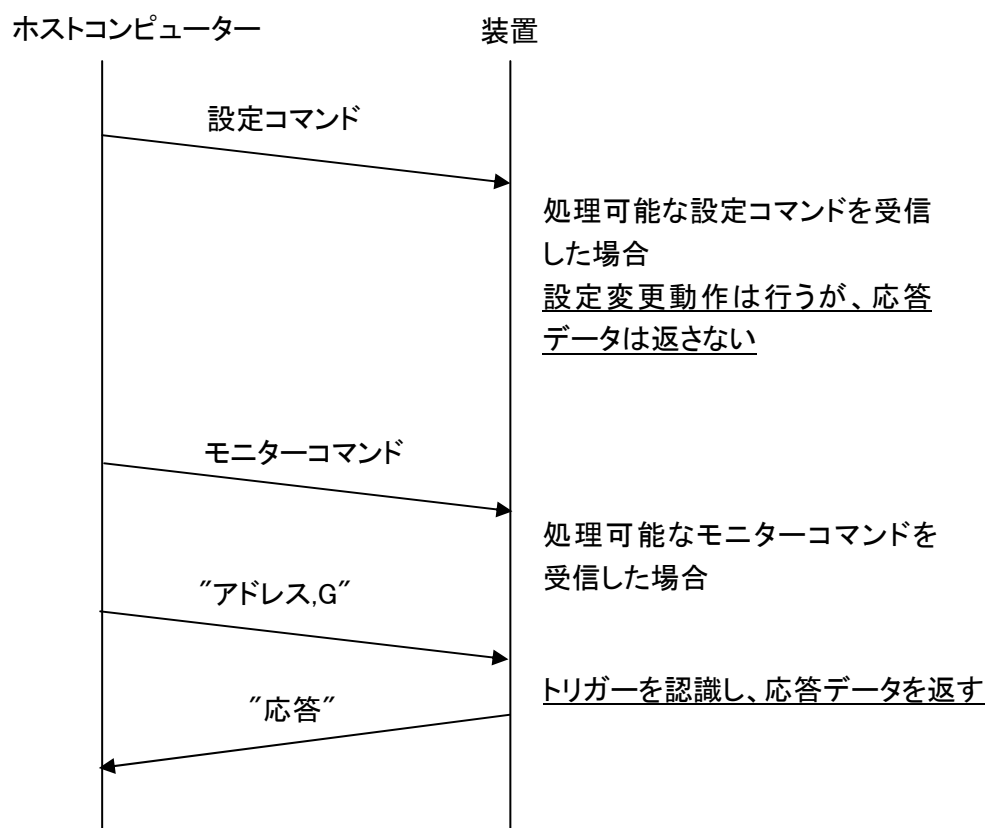 ホストコンピューター
装置
設定コマンド
処理可能な設定コマンドを受信
した場合
設定変更動作は行うが、応答
データは返さない
モニターコマンド
処理可能なモニターコマンドを
受信した場合
"アドレス,G"
トリガーを認識し、応答データを返す
"応答"